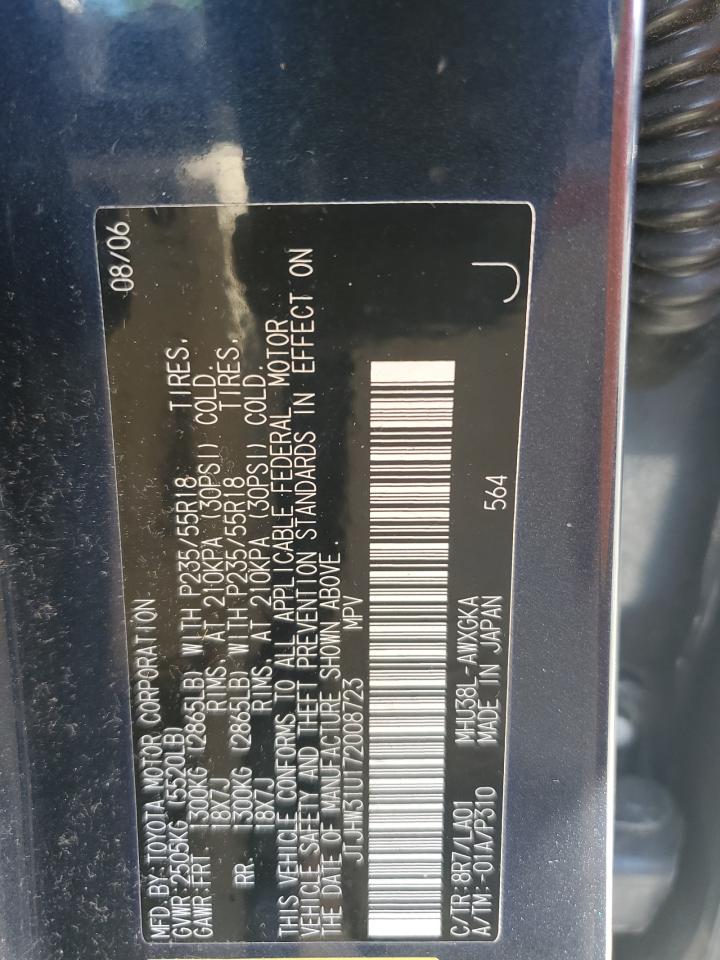 MFD.BY:TOYOTA MOTOR CORPORATION 08/06
GVWR:2505KG (5520LB)
GAWR:FRT 1300KG (2865LB) WITH P235/55R18 TIRES,
18X7J RIMS, AT 210KPA (30PSI) COLD.
RR. 1300KG (2865LB) WITH P235/55R18 TIRES,
18X7J RIMS, AT 210KPA (30PSI) COLD.
THIS VEHICLE CONFORMS TO ALL APPLICABLE FEDERAL MOTOR
VEHICLE SAFETY AND THEFT PREVENTION STANDARDS IN EFFECT ON
THE DATE OF MANUFACTURE SHOWN ABOVE.
JTJHW31U172008723 MPV
C/TR:8R7/LA01 MHU38L-AWXGKA
A/TM:-01A/P310 MADE IN JAPAN 564 J